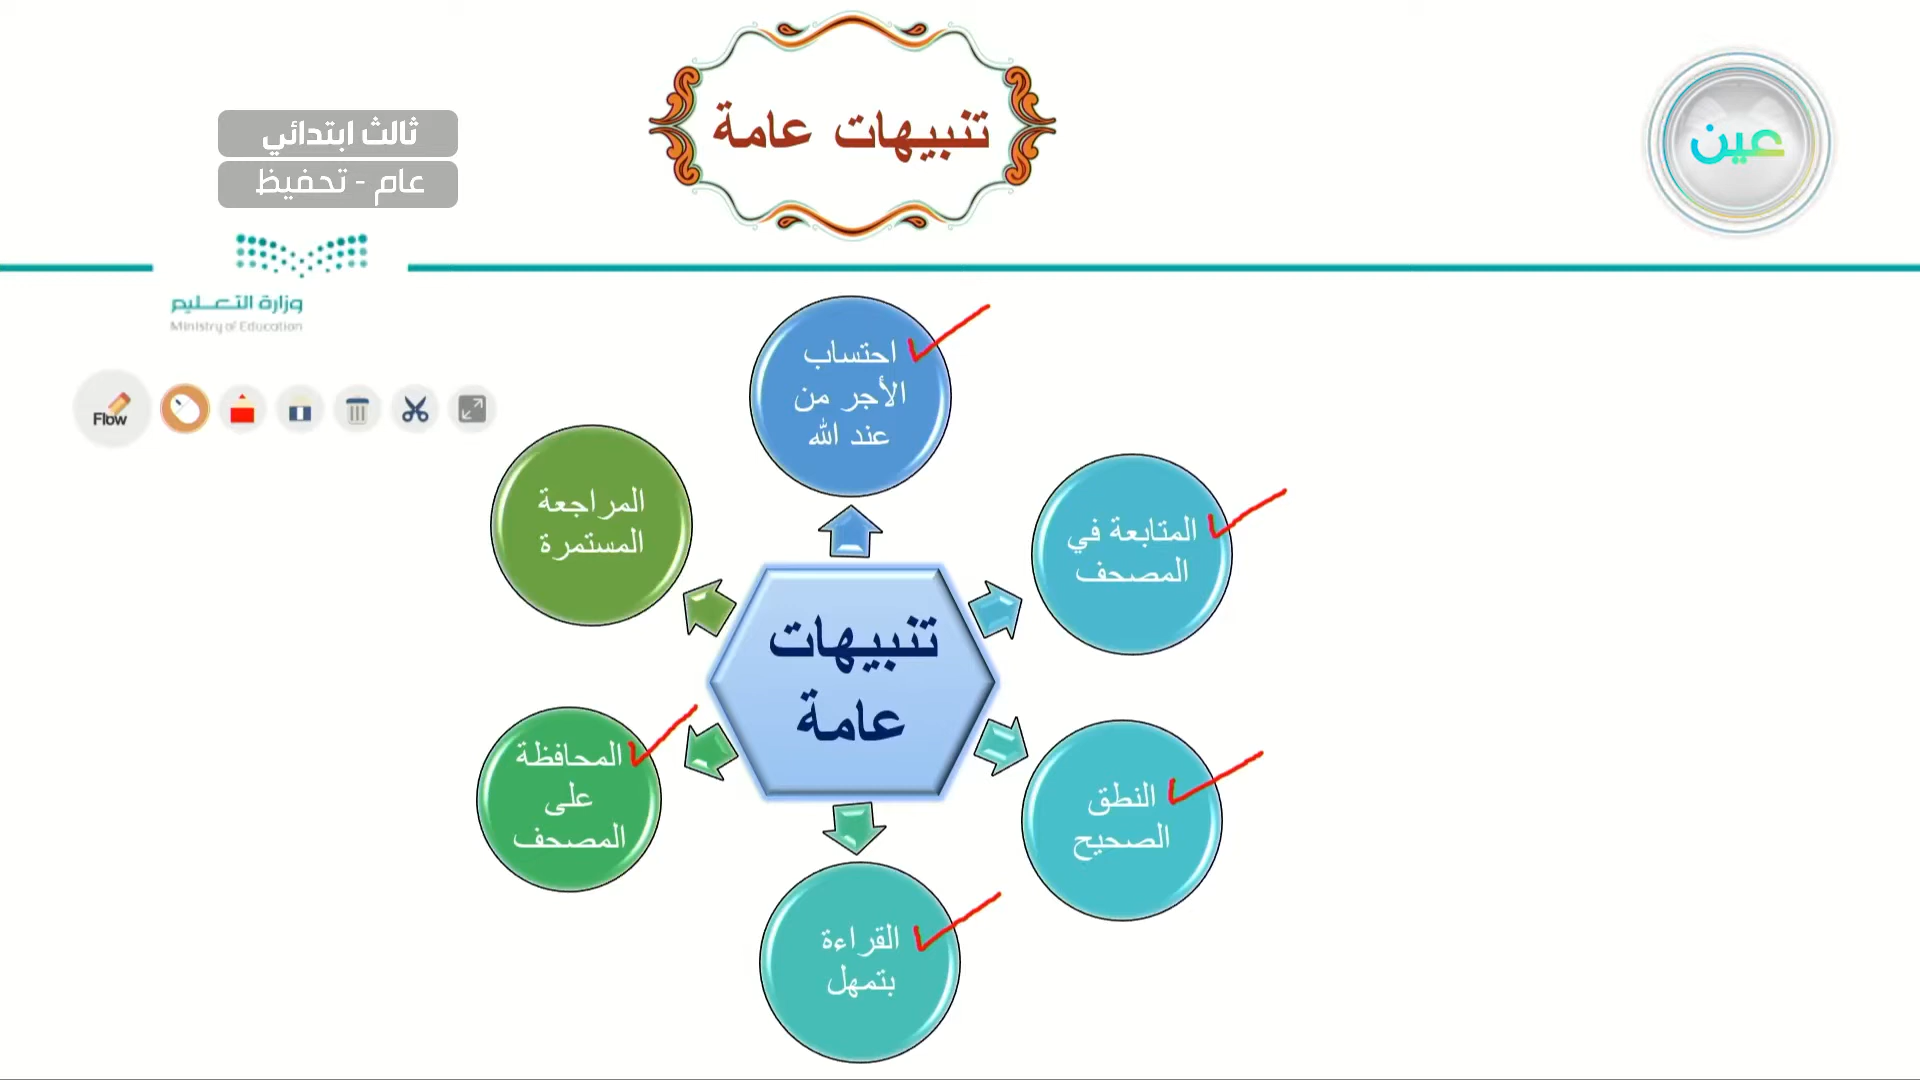 تنبيهات عامة
عين
ثالث ابتدائي
عام - تحفيظ
وزارة التعليم
Ministry of Education
Flow
احتساب
الأجر من
عند الله
المتابعة في
المصحف
النطق
الصحيح
القراءة
بتمهل
المحافظة
على
المصحف
المراجعة
المستمرة
تنبيهات
عامة